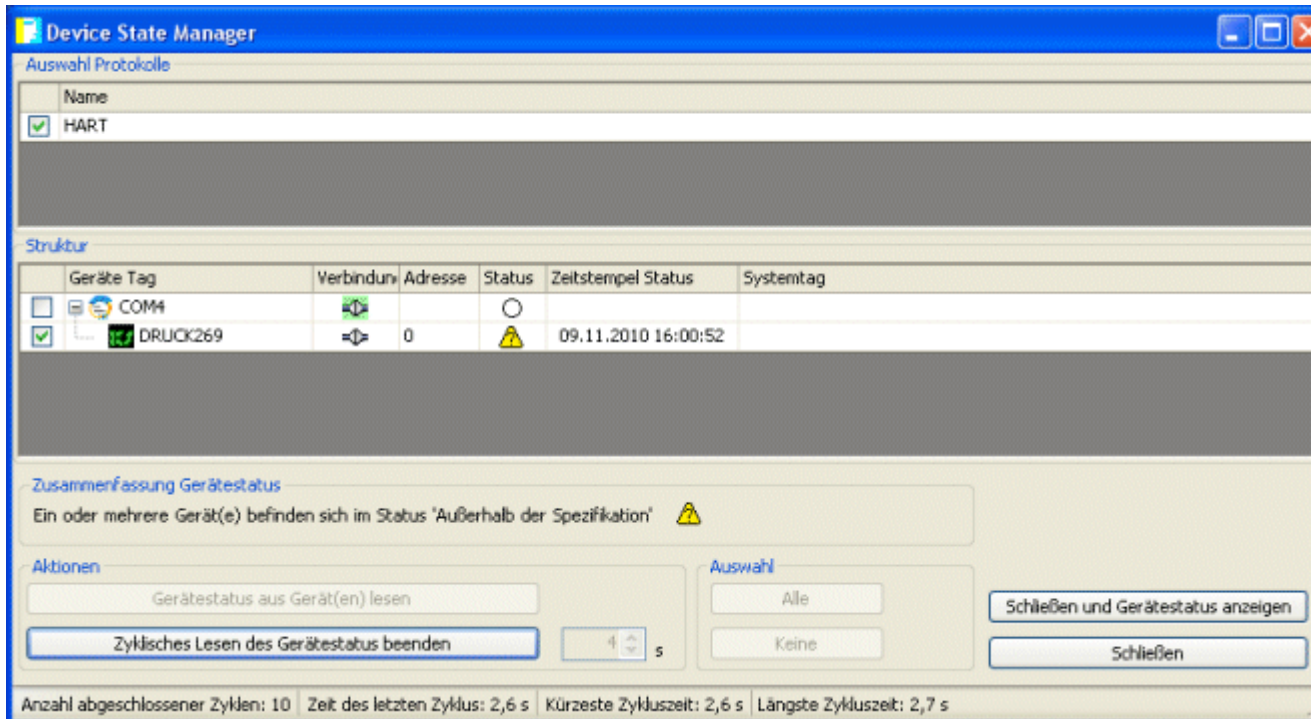 Device State Manager
Auswahl Protokolle
Name
HART
Struktur
Geräte Tag Verbindun Adresse Status Zeitstempel Status Systemtag
COM4
DRUCK269 0 09.11.2010 16:00:52
Zusammenfassung Gerätestatus
Ein oder mehrere Gerät(e) befinden sich im Status 'Außerhalb der Spezifikation'
Aktionen
Gerätestatus aus Gerät(en) lesen
Zyklisches Lesen des Gerätestatus beenden 4 s
Auswahl
Alle
Keine
Schließen und Gerätestatus anzeigen
Schließen
Anzahl abgeschlossener Zyklen: 10 Zeit des letzten Zyklus: 2,6 s Kürzeste Zykluszeit: 2,6 s Längste Zykluszeit: 2,7 s